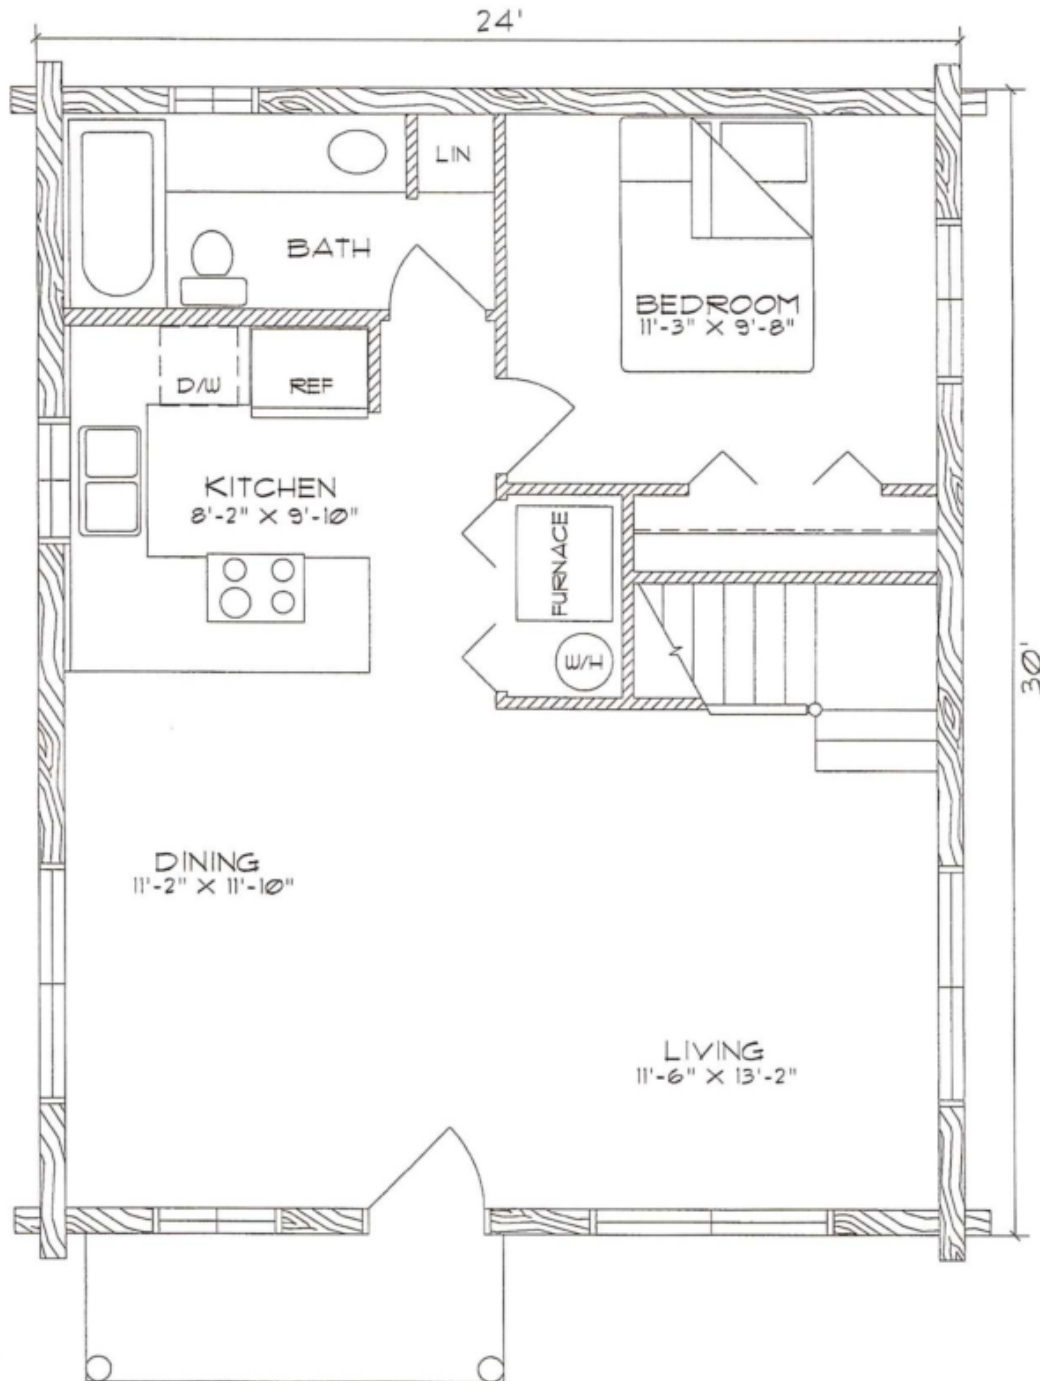 24'
LIN
BATH
BEDROOM
11'-3" X 9'-8"
D/W
REF
KITCHEN
8'-2" X 9'-10"
FURNACE
W/H
30'
DINING
11'-2" X 11'-10"
LIVING
11'-6" X 13'-2"